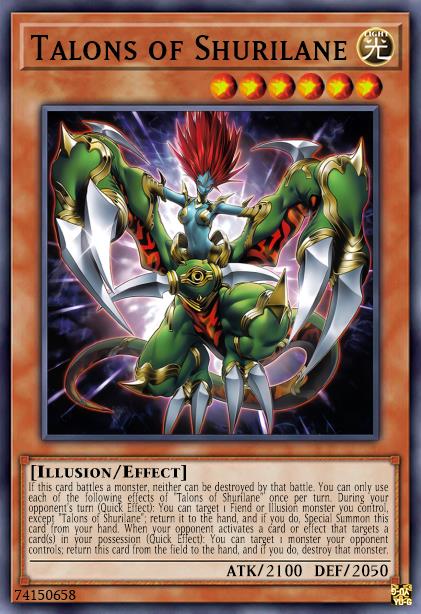 Talons of Shurilane
LIGHT
光
[Illusion/Effect]
If this card battles a monster, neither can be destroyed by that battle. You can only use
each of the following effects of "Talons of Shurilane" once per turn. During your
opponent's turn (Quick Effect): You can target 1 Fiend or Illusion monster you control,
except "Talons of Shurilane"; return it to the hand, and if you do, Special Summon this
card from your hand. When your opponent activates a card or effect that targets a
card(s) in your possession (Quick Effect): You can target 1 monster your opponent
controls; return this card from the field to the hand, and if you do, destroy that monster.
ATK/2100 DEF/2050
74150658